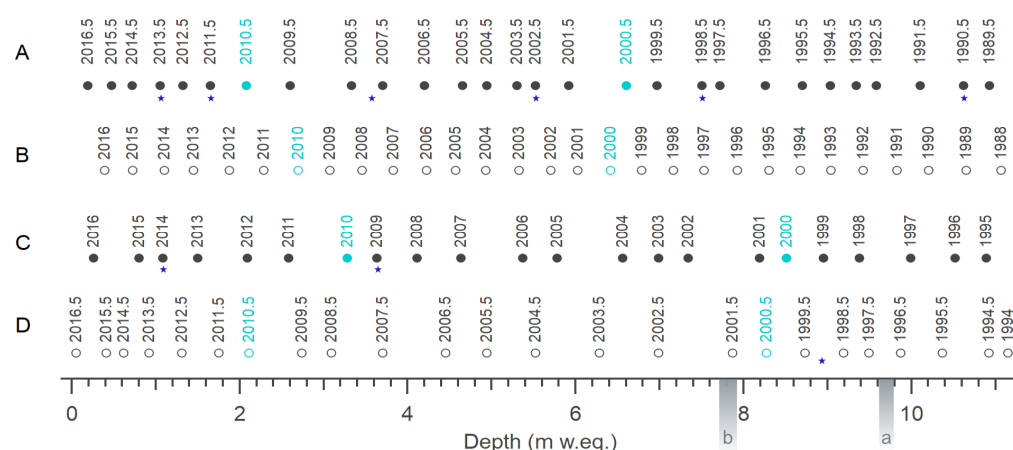 2016.5 2015.5 2014.5 2013.5 2012.5 2011.5 2010.5 2009.5 2008.5 2007.5 2006.5 2005.5 2004.5 2003.5 2002.5 2001.5 2000.5 1999.5 1998.5 1997.5 1996.5 1995.5 1994.5 1993.5 1992.5 1991.5 1990.5 1989.5
A
2016 2015 2014 2013 2012 2011 2010 2009 2008 2007 2006 2005 2004 2003 2002 2001 2000 1999 1998 1997 1996 1995 1994 1993 1992 1991 1990 1989 1988
B
2016 2015 2014 2013 2012 2011 2010 2009 2008 2007 2006 2005 2004 2003 2002 2001 2000 1999 1998 1997 1996 1995
C
2016.5 2015.5 2014.5 2013.5 2012.5 2011.5 2010.5 2009.5 2008.5 2007.5 2006.5 2005.5 2004.5 2003.5 2002.5 2001.5 2000.5 1999.5 1998.5 1997.5 1996.5 1995.5 1994.5 1994
D
0 2 4 6 8 10
b a
Depth (m w.eq.)